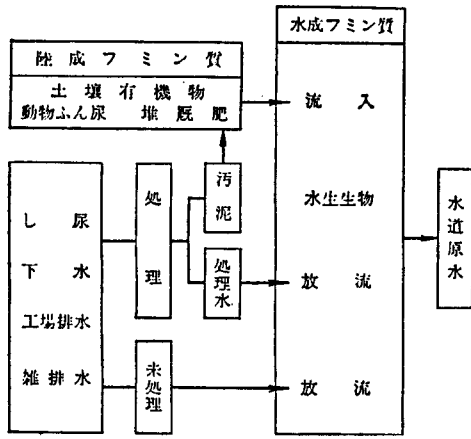 陸成フミン質
土壌有機物
動物ふん尿 堆厩肥
水成フミン質
流入
水生生物
放流
放流
し尿
下水
工場排水
雑排水
処理
汚泥
処理水
未処理
水道原水